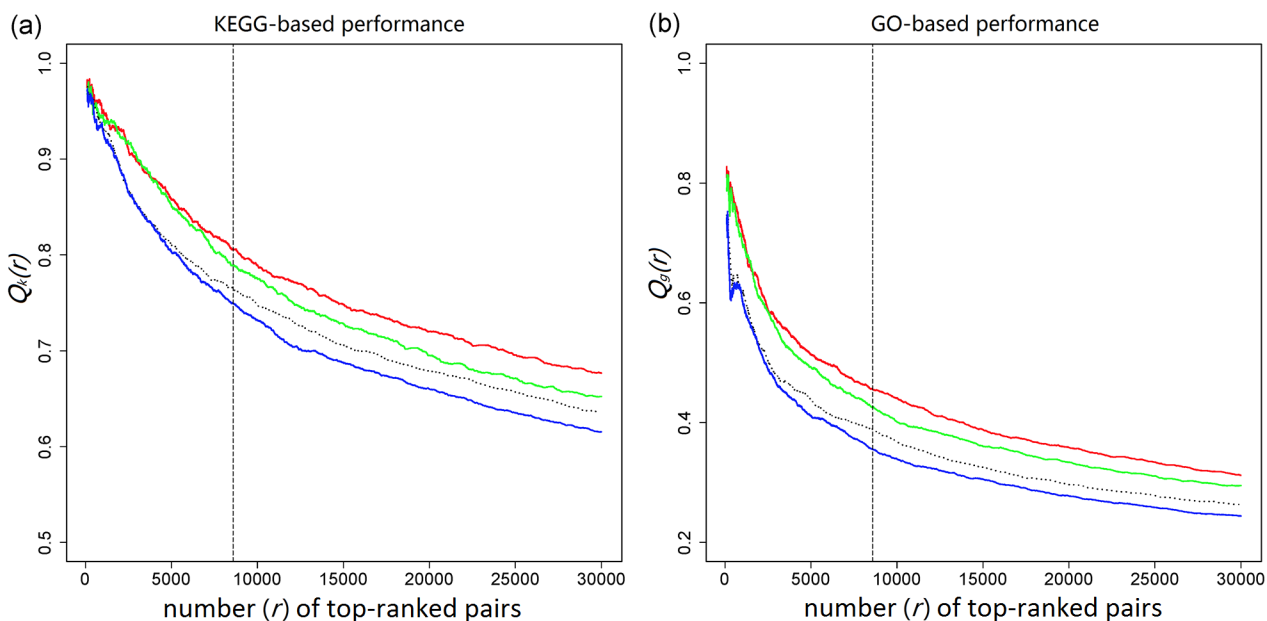 (a)
KEGG-based performance
1.0
0.9
0.8
0.7
0.6
0.5
Qk(r)
0 5000 10000 15000 20000 25000 30000
number (r) of top-ranked pairs
(b)
GO-based performance
1.0
0.8
0.6
0.4
0.2
Qg(r)
0 5000 10000 15000 20000 25000 30000
number (r) of top-ranked pairs